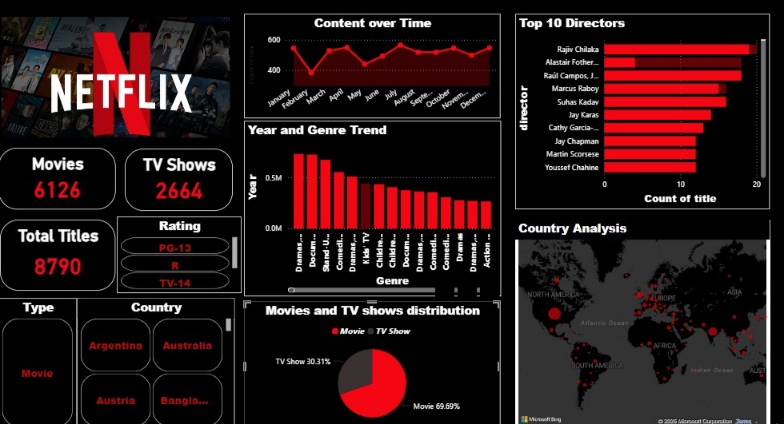 NETFLIX
Movies
6126
TV Shows
2664
Total Titles
8790
Rating
PG-13
R
TV-14
Type
Movie
Country
Argentina
Australia
Austria
Bangla...
Content over Time
600
400
January
February
March
April
May
June
July
August
Septe...
October
Novem...
Decem...
Year and Genre Trend
Year
0.5M
0.0M
Dramas,...
Docum...
Stand-U...
Comedi...
Dramas,...
Kids' TV
Childre...
Childre...
Comedi...
Dramas,...
Comedi...
Comedi...
Dramas
Dramas,...
Action ...
Genre
Movies and TV shows distribution
Movie
TV Show
TV Show 30.31%
Movie 69.69%
Top 10 Directors
director
Rajiv Chilaka
Alastair Fother...
Raúl Campos, J...
Marcus Raboy
Suhas Kadav
Jay Karas
Cathy Garcia-...
Jay Chapman
Martin Scorsese
Youssef Chahine
0
10
20
Count of title
Country Analysis
NORTH AMERICA
EUROPE
ASIA
Atlantic Ocean
AFRICA
SOUTH AMERICA
Indian Ocean
AUST
Microsoft Bing
© 2025 Microsoft Corporation Terms